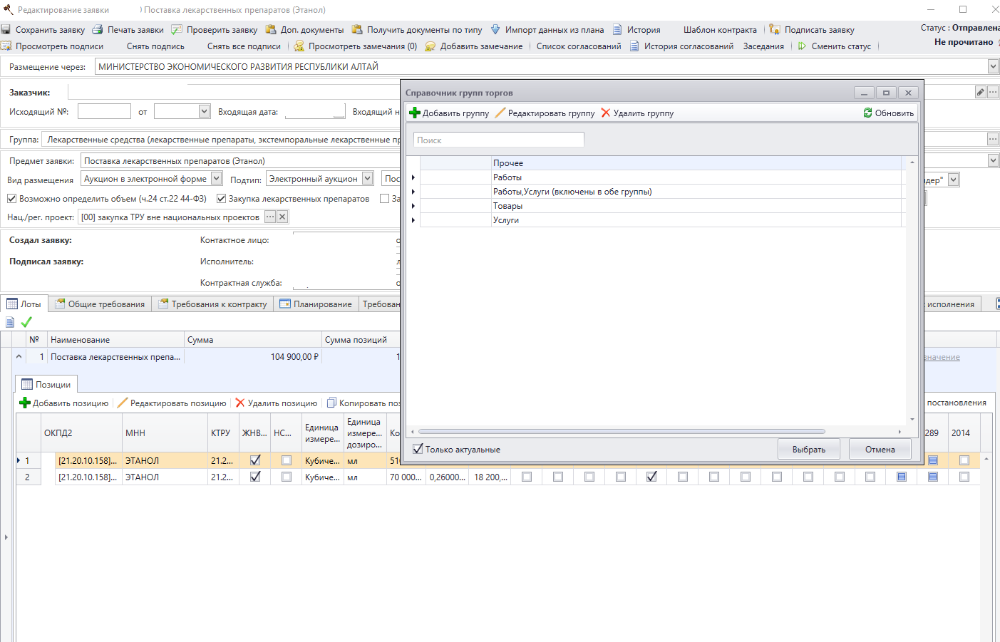 Редактирование заявки ) Поставка лекарственных препаратов (Этанол)
Сохранить заявку Печать заявки Проверить заявку Доп. документы Получить документы по типу Импорт данных из плана История Шаблон контракта Подписать заявку Статус : Отправлена
Просмотреть подписи Снять подпись Снять все подписи Просмотреть замечания (0) Добавить замечание Список согласований История согласований Заседания Сменить статус Не прочитано
Размещение через: МИНИСТЕРСТВО ЭКОНОМИЧЕСКОГО РАЗВИТИЯ РЕСПУБЛИКИ АЛТАЙ
Заказчик:
Исходящий №: от Входящая дата: Входящий н
Группа: Лекарственные средства (лекарственные препараты, экстемпоральные лекарственные пр
Предмет заявки: Поставка лекарственных препаратов (Этанол)
Вид размещения Аукцион в электронной форме Подтип: Электронный аукцион Пос ндер"
Возможно определить объем (ч.24 ст.22 44-ФЗ) Закупка лекарственных препаратов За
Нац./рег. проект: [00] закупка ТРУ вне национальных проектов
Создал заявку: Контактное лицо:
Подписал заявку: Исполнитель:
Контрактная служба:
Справочник групп торгов
Добавить группу Редактировать группу Удалить группу Обновить
Поиск
Прочее
Работы
Работы,Услуги (включены в обе группы)
Товары
Услуги
Только актуальные Выбрать Отмена
Лоты Общие требования Требования к контракту Планирование Требован исполнения
№ Наименование Сумма Сумма позиций
1 Поставка лекарственных препа... 104 900,00 ₽ 1 значение
Позиции
Добавить позицию Редактировать позицию Удалить позицию Копировать поз постановления
ОКПД2 МНН КТРУ ЖНВ... НС... Единица измере... Единица измере... дозиро... Ко 289 2014
1 [21.20.10.158]... ЭТАНОЛ 21.2... Кубиче... мл 51
2 [21.20.10.158]... ЭТАНОЛ 21.2... Кубиче... мл 70 000... 0,26000... 18 200,...